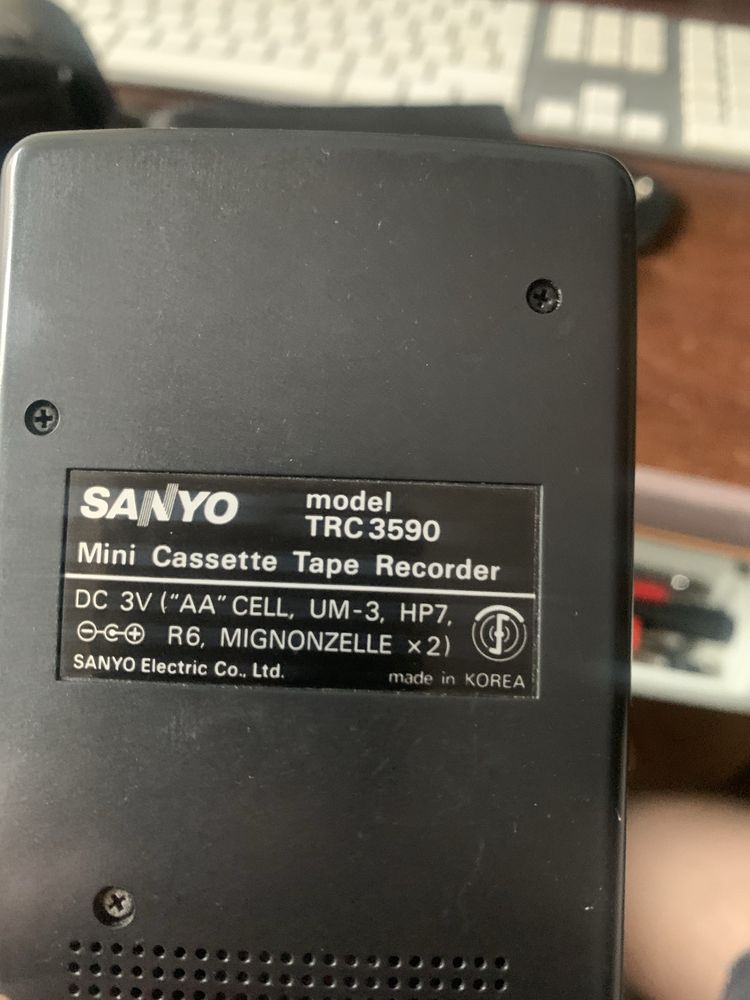 SANYO
model
TRC 3590
Mini Cassette Tape Recorder
DC 3V ("AA" CELL, UM-3, HP7,
R6, MIGNONZELLE ×2)
SANYO Electric Co., Ltd.
made in KOREA